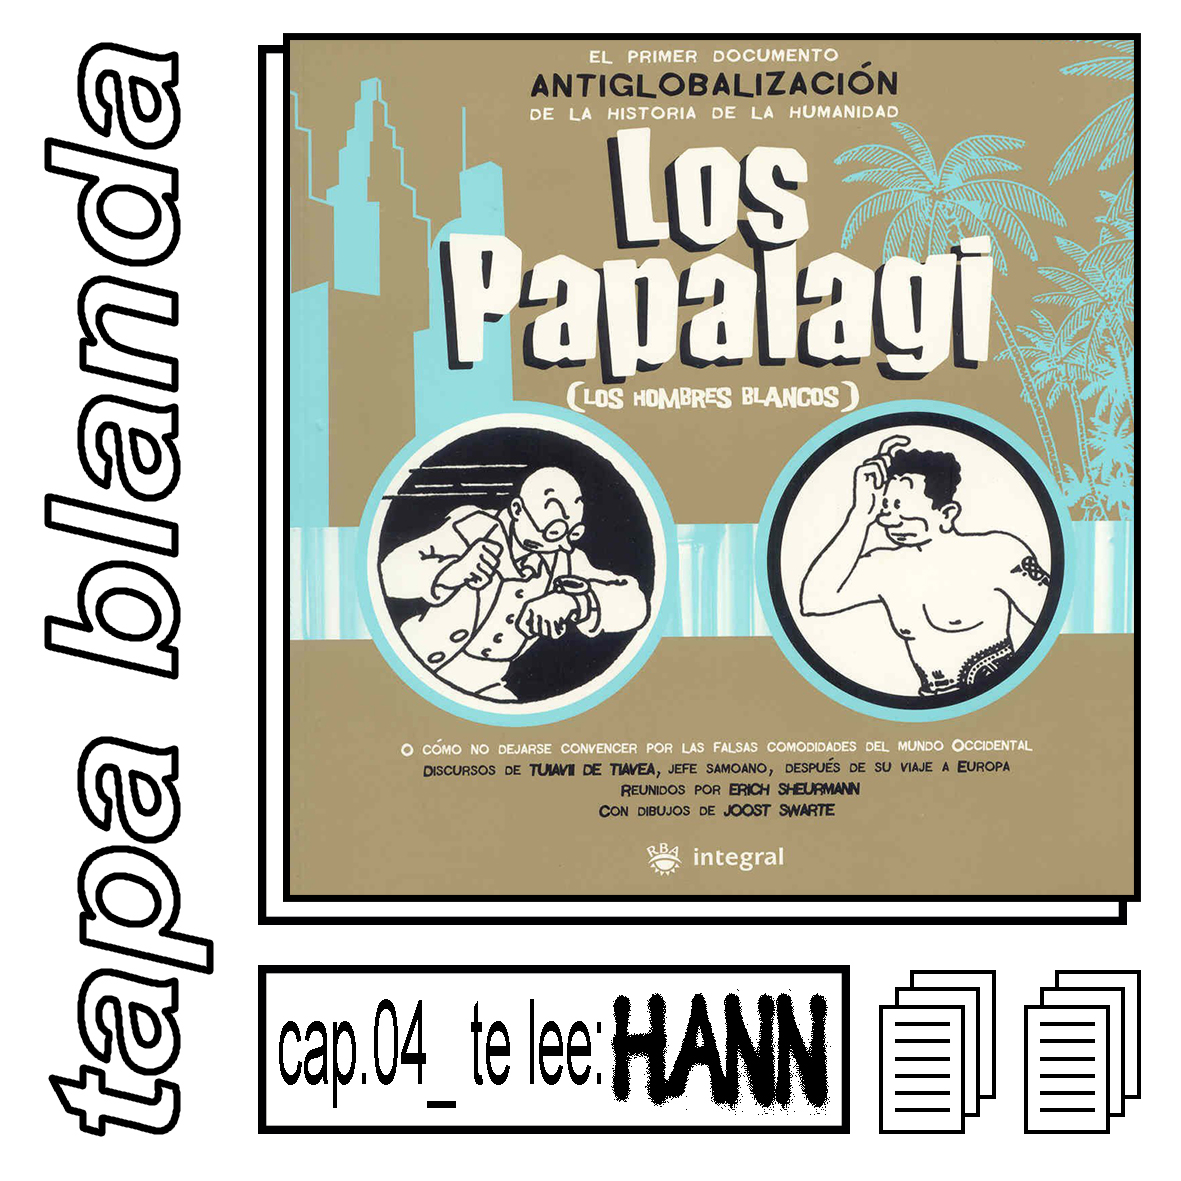 tapa blanda
EL PRIMER DOCUMENTO
ANTIGLOBALIZACIÓN
DE LA HISTORIA DE LA HUMANIDAD
Los
Papalagi
(LOS HOMBRES BLANCOS)
O CÓMO NO DEJARSE CONVENCER POR LAS FALSAS COMODIDADES DEL MUNDO OCCIDENTAL
DISCURSOS DE TUIAVII DE TIAVEA, JEFE SAMOANO, DESPUÉS DE SU VIAJE A EUROPA
REUNIDOS POR ERICH SHEURMANN
CON DIBUJOS DE JOOST SWARTE
RBA integral
cap.04_ te lee: HANN